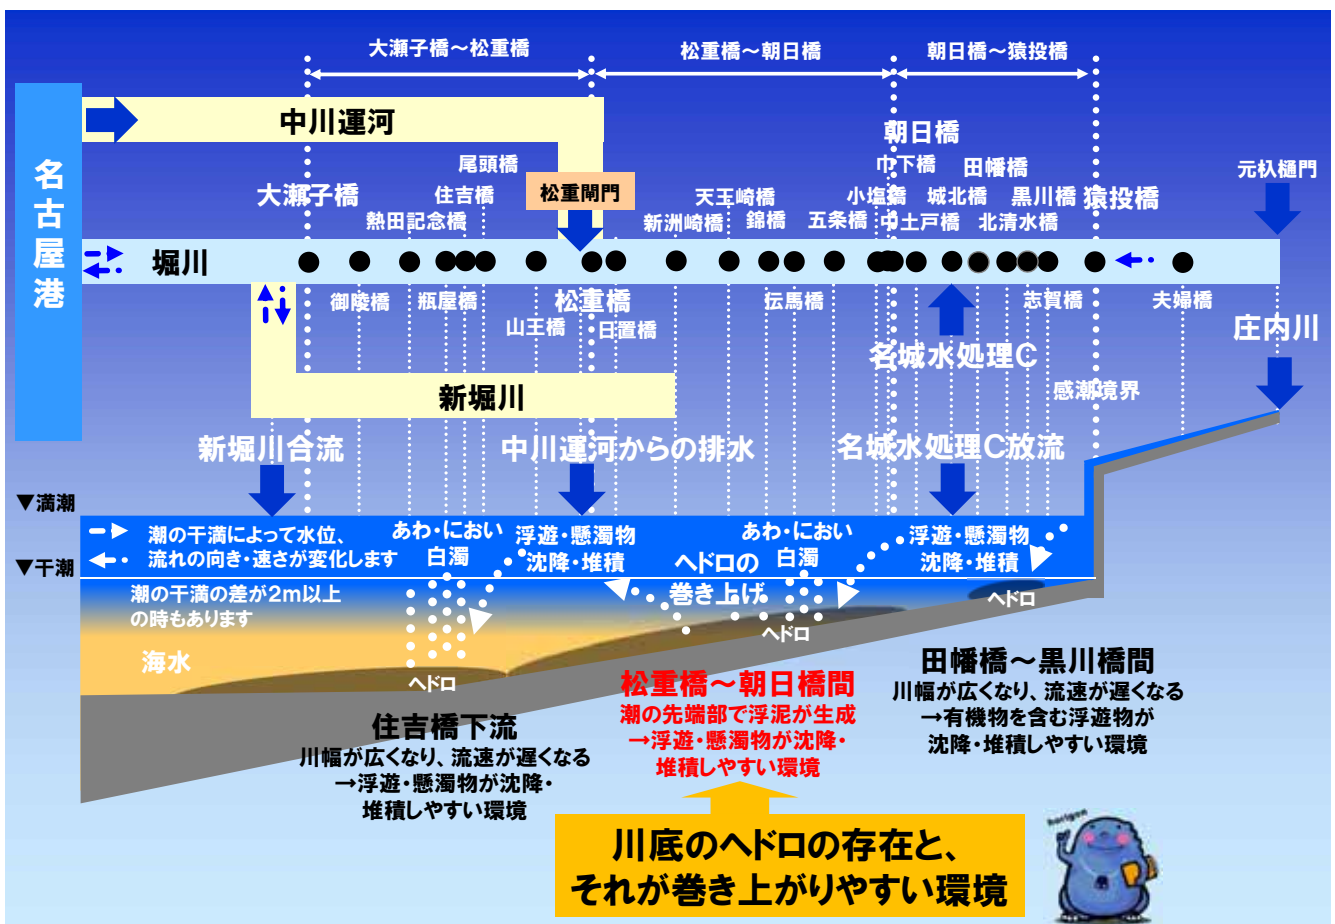 大瀬子橋～松重橋
松重橋～朝日橋
朝日橋～猿投橋
名古屋港
中川運河
朝日橋
尾頭橋
巾下橋
田幡橋
元杁樋門
大瀬子橋
住吉橋
松重閘門
天王崎橋
小塩橋
城北橋
黒川橋
猿投橋
熱田記念橋
新洲崎橋
錦橋
五条橋
中土戸橋
北清水橋
堀川
御陵橋
瓶屋橋
松重橋
伝馬橋
志賀橋
夫婦橋
山王橋
日置橋
庄内川
名城水処理C
新堀川
感潮境界
新堀川合流
中川運河からの排水
名城水処理C放流
▼満潮
潮の干満によって水位、
流れの向き・速さが変化します
あわ・におい
白濁
浮遊・懸濁物
沈降・堆積
ヘドロの
巻き上げ
あわ・におい
白濁
浮遊・懸濁物
沈降・堆積
▼干潮
潮の干満の差が2m以上
の時もあります
海水
ヘドロ
ヘドロ
ヘドロ
住吉橋下流
川幅が広くなり、流速が遅くなる
→浮遊・懸濁物が沈降・
堆積しやすい環境
松重橋～朝日橋間
潮の先端部で浮泥が生成
→浮遊・懸濁物が沈降・
堆積しやすい環境
田幡橋～黒川橋間
川幅が広くなり、流速が遅くなる
→有機物を含む浮遊物が
沈降・堆積しやすい環境
川底のヘドロの存在と、
それが巻き上がりやすい環境
horigon